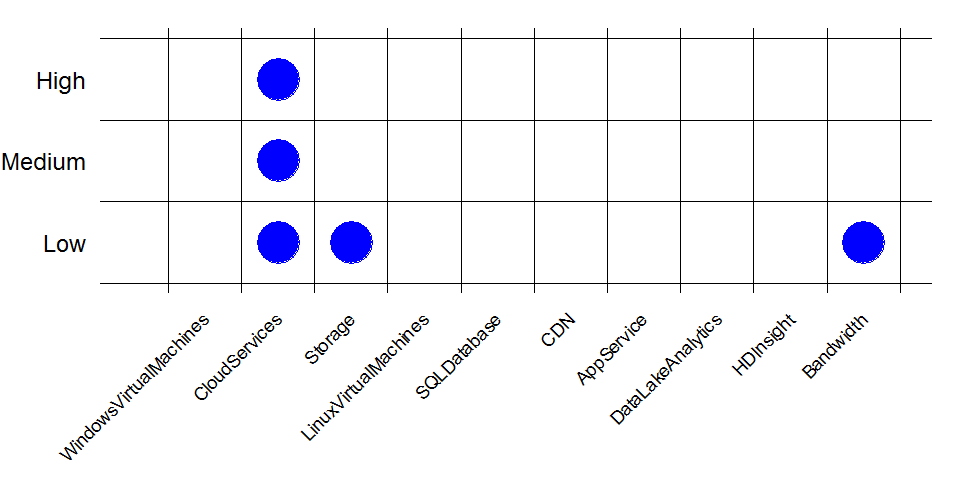 High
Medium
Low
WindowsVirtualMachines
CloudServices
Storage
LinuxVirtualMachines
SQLDatabase
CDN
AppService
DataLakeAnalytics
HDInsight
Bandwidth